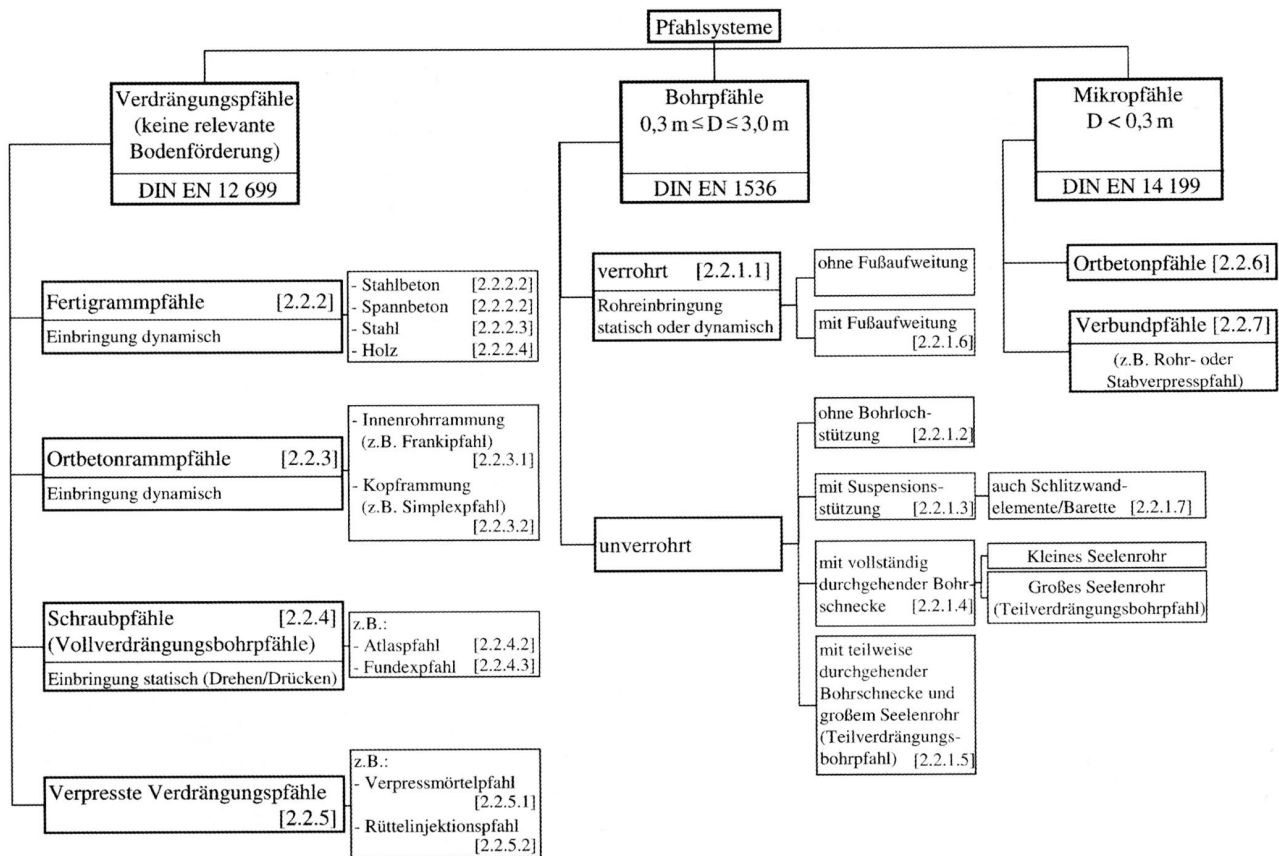 Pfahlsysteme
Verdrängungspfähle
(keine relevante
Bodenförderung)
DIN EN 12 699
Fertigrammpfähle [2.2.2]
Einbringung dynamisch
- Stahlbeton [2.2.2.2]
- Spannbeton [2.2.2.2]
- Stahl [2.2.2.3]
- Holz [2.2.2.4]
Ortbetonrammpfähle [2.2.3]
Einbringung dynamisch
- Innenrohrrammung
(z.B. Frankipfahl)
[2.2.3.1]
- Kopframmung
(z.B. Simplexpfahl)
[2.2.3.2]
Schraubpfähle [2.2.4]
(Vollverdrängungsbohrpfähle)
Einbringung statisch (Drehen/Drücken)
z.B.:
- Atlaspfahl [2.2.4.2]
- Fundexpfahl [2.2.4.3]
Verpresste Verdrängungspfähle
[2.2.5]
z.B.:
- Verpressmörtelpfahl
[2.2.5.1]
- Rüttelinjektionspfahl
[2.2.5.2]
Bohrpfähle
0,3 m ≤ D ≤ 3,0 m
DIN EN 1536
verrohrt [2.2.1.1]
Rohreinbringung
statisch oder dynamisch
ohne Fußaufweitung
mit Fußaufweitung
[2.2.1.6]
unverrohrt
ohne Bohrloch-
stützung [2.2.1.2]
mit Suspensions-
stützung [2.2.1.3]
auch Schlitzwand-
elemente/Barette [2.2.1.7]
mit vollständig
durchgehender Bohr-
schnecke [2.2.1.4]
Kleines Seelenrohr
Großes Seelenrohr
(Teilverdrängungsbohrpfahl)
mit teilweise
durchgehender
Bohrschnecke und
großem Seelenrohr
(Teilverdrängungs-
bohrpfahl) [2.2.1.5]
Mikropfähle
D < 0,3 m
DIN EN 14 199
Ortbetonpfähle [2.2.6]
Verbundpfähle [2.2.7]
(z.B. Rohr- oder
Stabverpresspfahl)